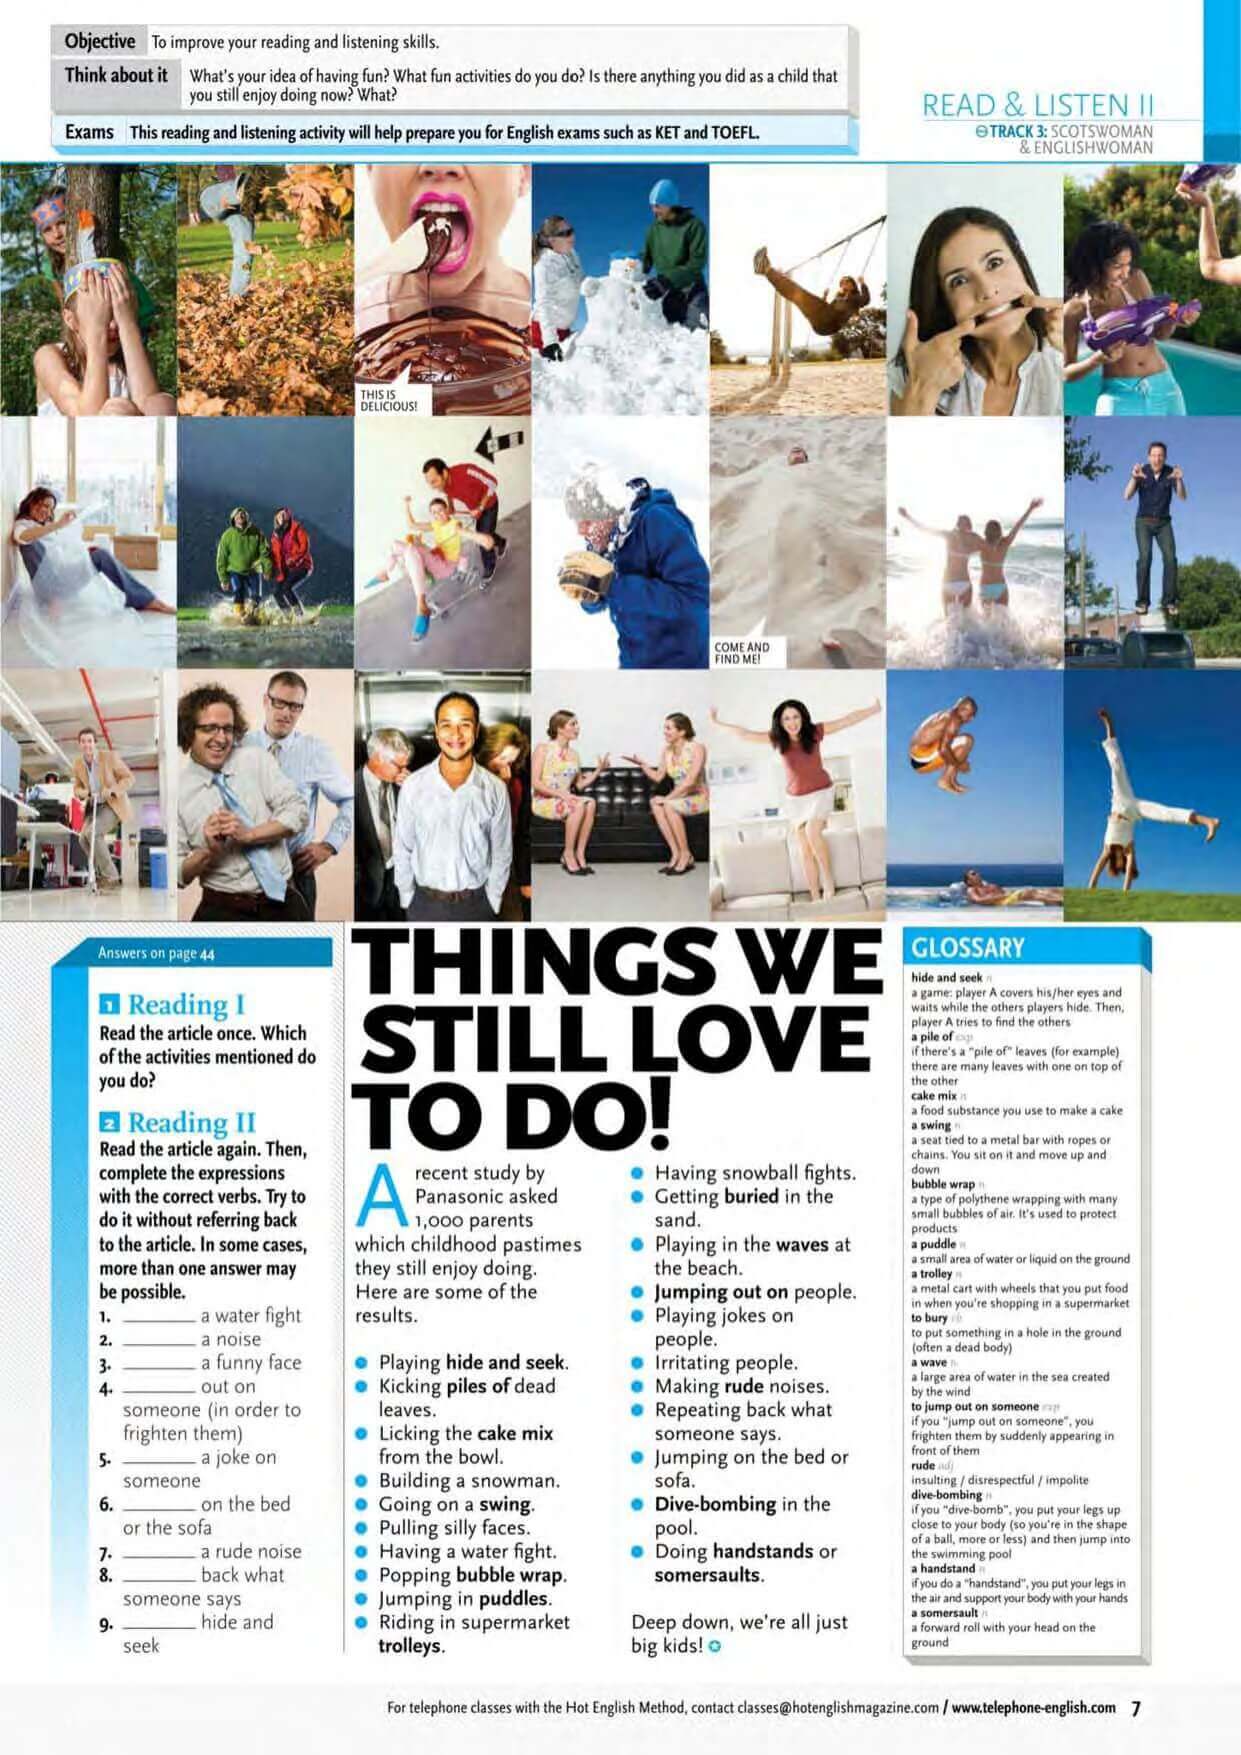 Objective To improve your reading and listening skills.
Think about it What's your idea of having fun? What fun activities do you do? Is there anything you did as a child that
you still enjoy doing now? What?
Exams This reading and listening activity will help prepare you for English exams such as KET and TOEFL.
READ & LISTEN II
TRACK 3: SCOTSWOMAN
& ENGLISHWOMAN
THIS IS
DELICIOUS!
COME AND
FIND ME!
Answers on page 44
1 Reading I
Read the article once. Which
of the activities mentioned do
you do?
2 Reading II
Read the article again. Then,
complete the expressions
with the correct verbs. Try to
do it without referring back
to the article. In some cases,
more than one answer may
be possible.
1. ________ a water fight
2. ________ a noise
3. ________ a funny face
4. ________ out on
someone (in order to
frighten them)
5. ________ a joke on
someone
6. ________ on the bed
or the sofa
7. ________ a rude noise
8. ________ back what
someone says
9. ________ hide and
seek
THINGS WE
STILL LOVE
TO DO!
A recent study by
Panasonic asked
1,000 parents
which childhood pastimes
they still enjoy doing.
Here are some of the
results.
Playing hide and seek.
Kicking piles of dead
leaves.
Licking the cake mix
from the bowl.
Building a snowman.
Going on a swing.
Pulling silly faces.
Having a water fight.
Popping bubble wrap.
Jumping in puddles.
Riding in supermarket
trolleys.
Having snowball fights.
Getting buried in the
sand.
Playing in the waves at
the beach.
Jumping out on people.
Playing jokes on
people.
Irritating people.
Making rude noises.
Repeating back what
someone says.
Jumping on the bed or
sofa.
Dive-bombing in the
pool.
Doing handstands or
somersaults.
Deep down, we're all just
big kids!
GLOSSARY
hide and seek n
a game: player A covers his/her eyes and
waits while the others players hide. Then,
player A tries to find the others
a pile of exp
if there's a "pile of" leaves (for example)
there are many leaves with one on top of
the other
cake mix n
a food substance you use to make a cake
a swing n
a seat tied to a metal bar with ropes or
chains. You sit on it and move up and
down
bubble wrap n
a type of polythene wrapping with many
small bubbles of air. It's used to protect
products
a puddle n
a small area of water or liquid on the ground
a trolley n
a metal cart with wheels that you put food
in when you're shopping in a supermarket
to bury vb
to put something in a hole in the ground
(often a dead body)
a wave n
a large area of water in the sea created
by the wind
to jump out on someone exp
if you "jump out on someone", you
frighten them by suddenly appearing in
front of them
rude adj
insulting / disrespectful / impolite
dive-bombing n
if you "dive-bomb", you put your legs up
close to your body (so you're in the shape
of a ball, more or less) and then jump into
the swimming pool
a handstand n
if you do a "handstand", you put your legs in
the air and support your body with your hands
a somersault n
a forward roll with your head on the
ground
For telephone classes with the Hot English Method, contact classes@hotenglishmagazine.com / www.telephone-english.com 7